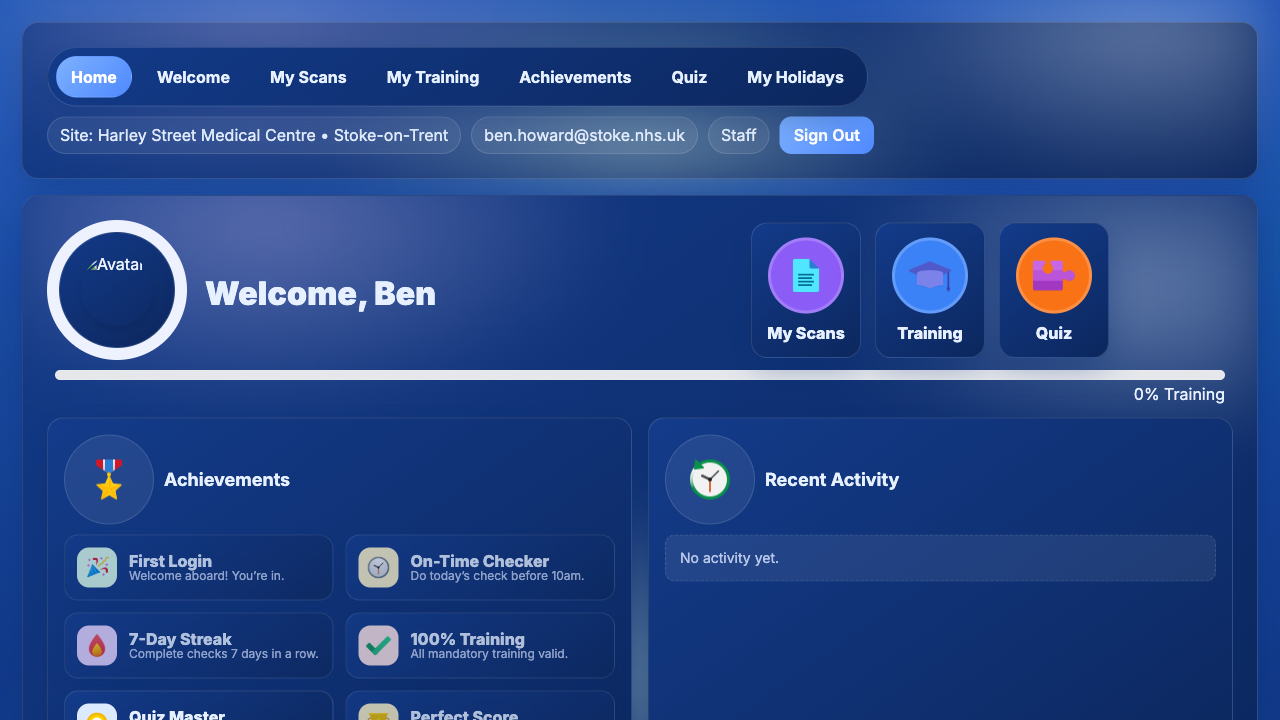 Home Welcome My Scans My Training Achievements Quiz My Holidays
Site: Harley Street Medical Centre • Stoke-on-Trent ben.howard@stoke.nhs.uk Staff Sign Out
Avatar
Welcome, Ben
My Scans Training Quiz
0% Training
Achievements
Recent Activity
First Login
Welcome aboard! You’re in.
On-Time Checker
Do today’s check before 10am.
No activity yet.
7-Day Streak
Complete checks 7 days in a row.
100% Training
All mandatory training valid.
Quiz Master
Perfect Score